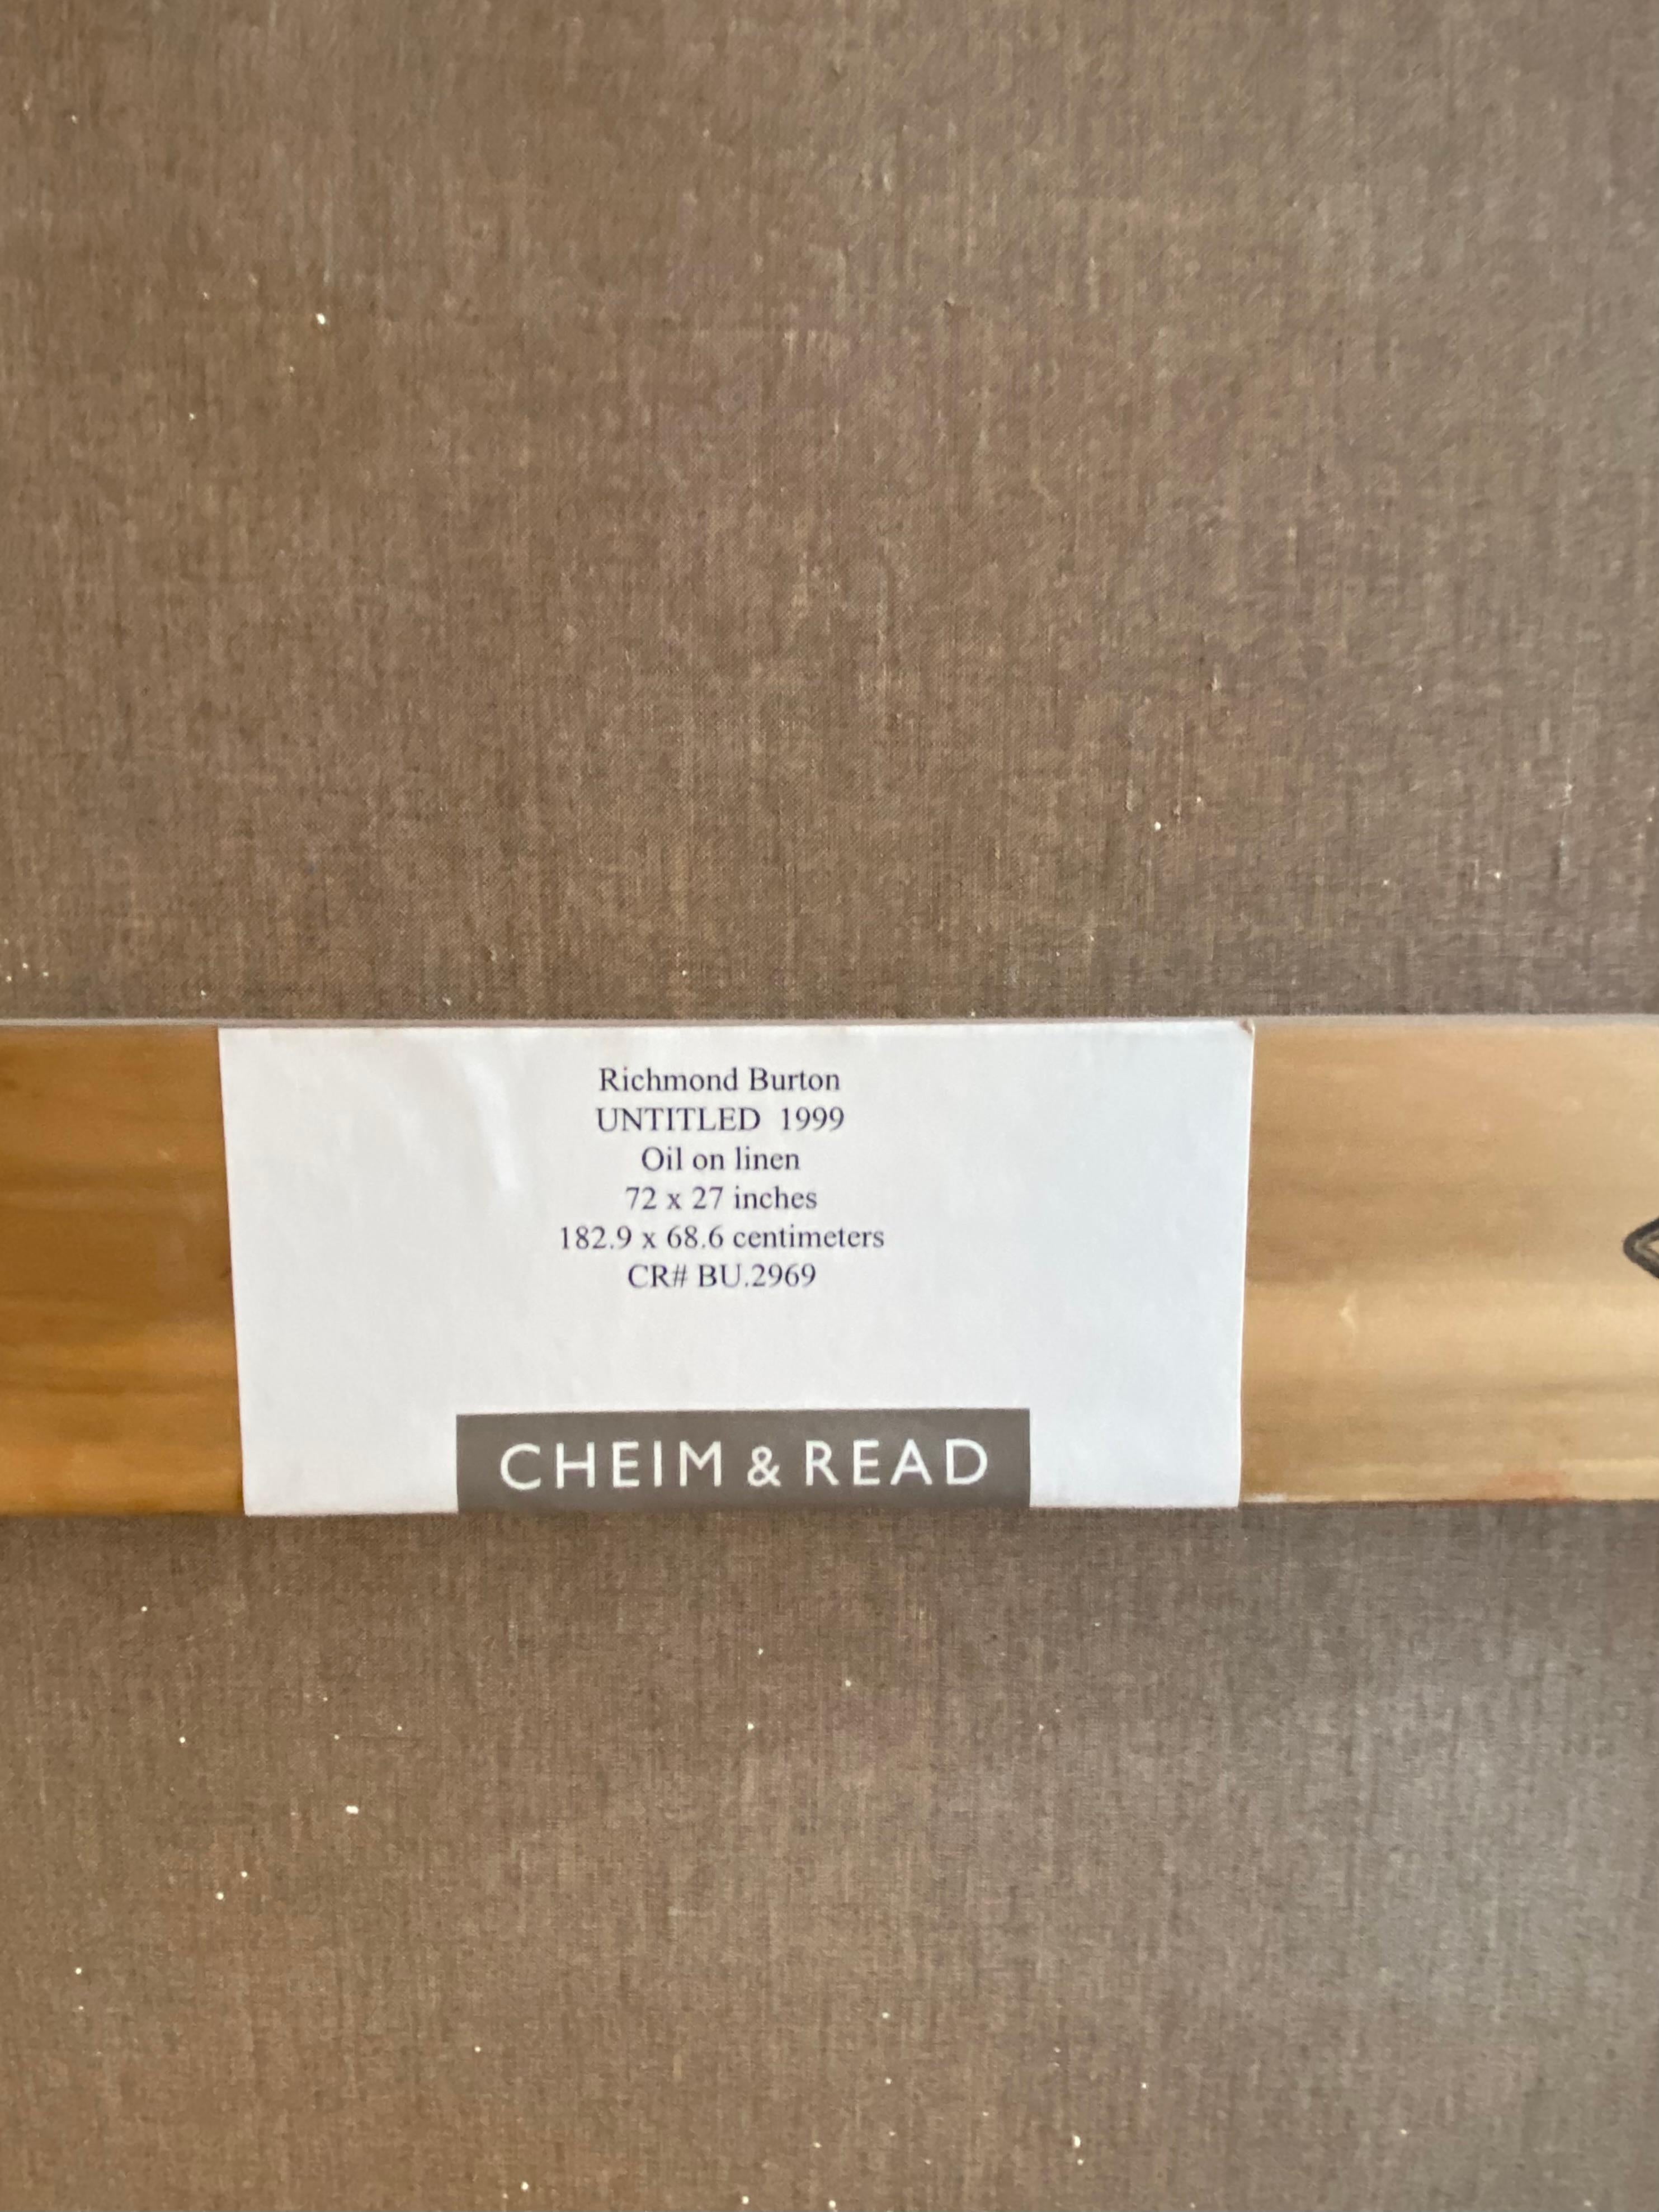 Richmond Burton
UNTITLED 1999
Oil on linen
72 x 27 inches
182.9 x 68.6 centimeters
CR# BU.2969
CHEIM & READ